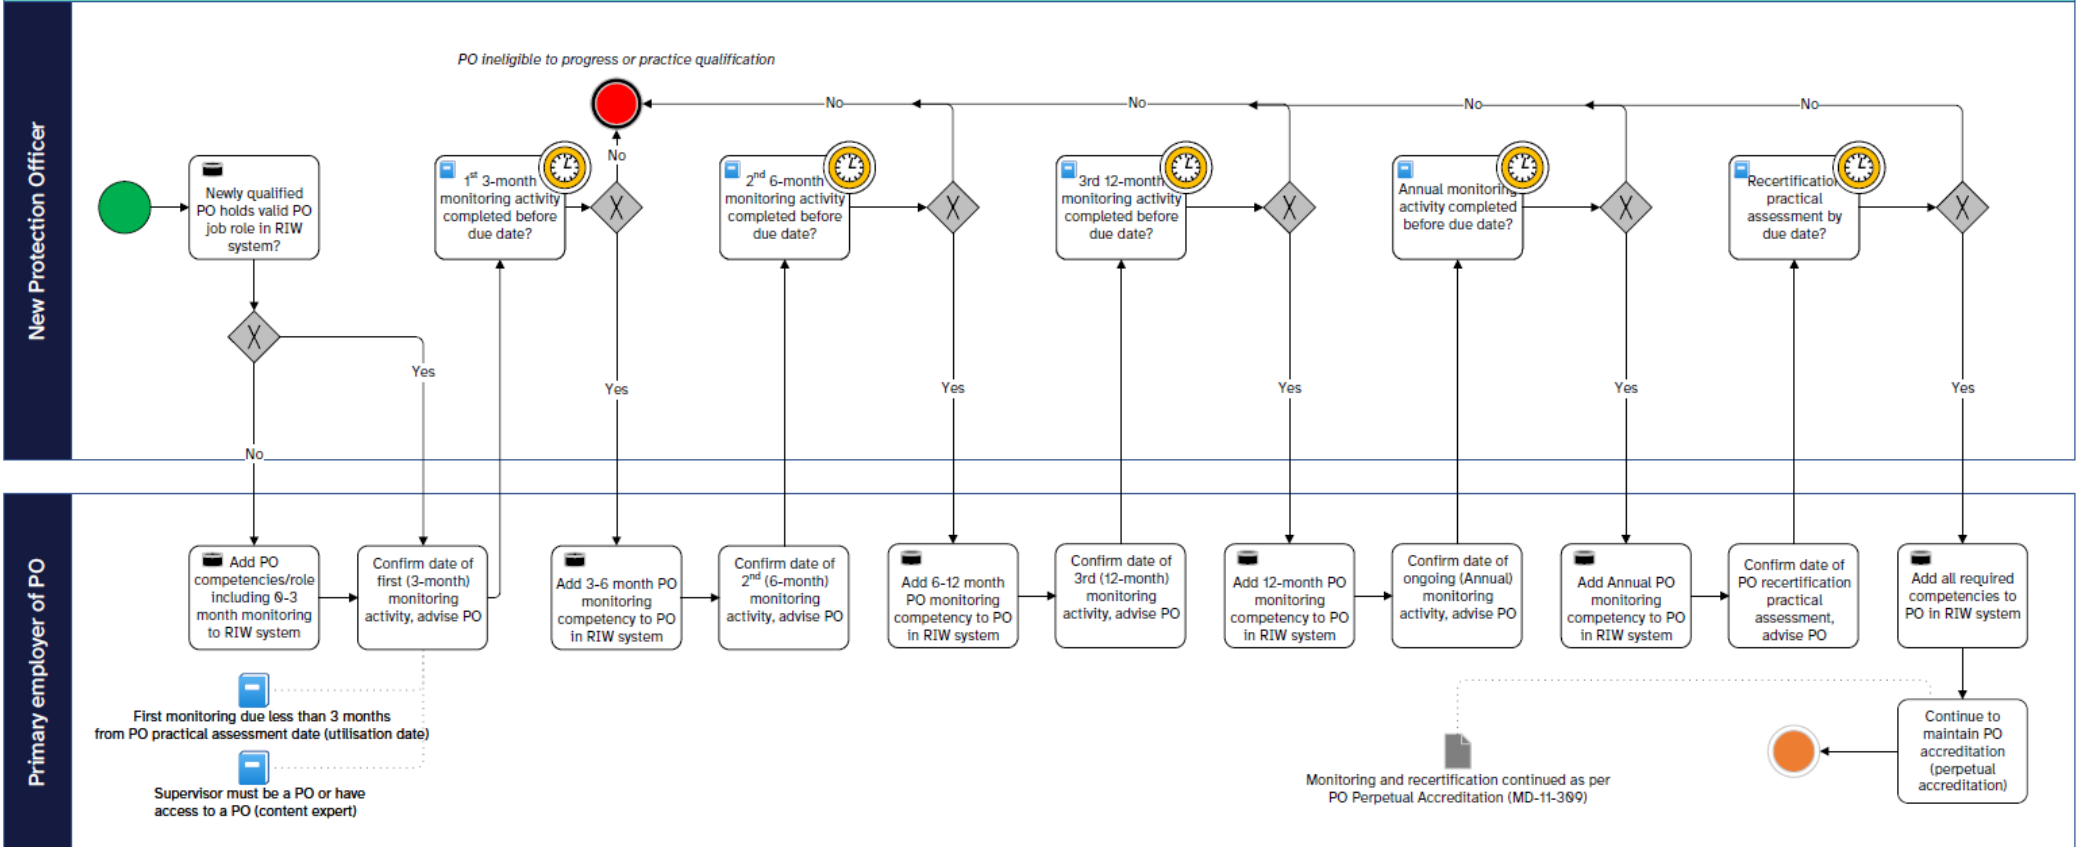 New Protection Officer
PO ineligible to progress or practice qualification
Newly qualified
PO holds valid PO
job role in RIW
system?
No
Yes
1st 3-month
monitoring activity
completed before
due date?
No
Yes
2nd 6-month
monitoring activity
completed before
due date?
No
Yes
3rd 12-month
monitoring activity
completed before
due date?
No
Yes
Annual monitoring
activity completed
before due date?
No
Yes
Recertification
practical
assessment by
due date?
No
Yes
Primary employer of PO
Add PO
competencies/role
including 0-3
month monitoring
to RIW system
Confirm date of
first (3-month)
monitoring
activity, advise PO
Add 3-6 month PO
monitoring
competency to PO
in RIW system
Confirm date of
2nd (6-month)
monitoring
activity, advise PO
Add 6-12 month
PO monitoring
competency to PO
in RIW system
Confirm date of
3rd (12-month)
monitoring
activity, advise PO
Add 12-month PO
monitoring
competency to PO
in RIW system
Confirm date of
ongoing (Annual)
monitoring
activity, advise PO
Add Annual PO
monitoring
competency to PO
in RIW system
Confirm date of
PO recertification
practical
assessment,
advise PO
Add all required
competencies to
PO in RIW system
First monitoring due less than 3 months
from PO practical assessment date (utilisation date)
Supervisor must be a PO or have
access to a PO (content expert)
Monitoring and recertification continued as per
PO Perpetual Accreditation (MD-11-309)
Continue to
maintain PO
accreditation
(perpetual
accreditation)